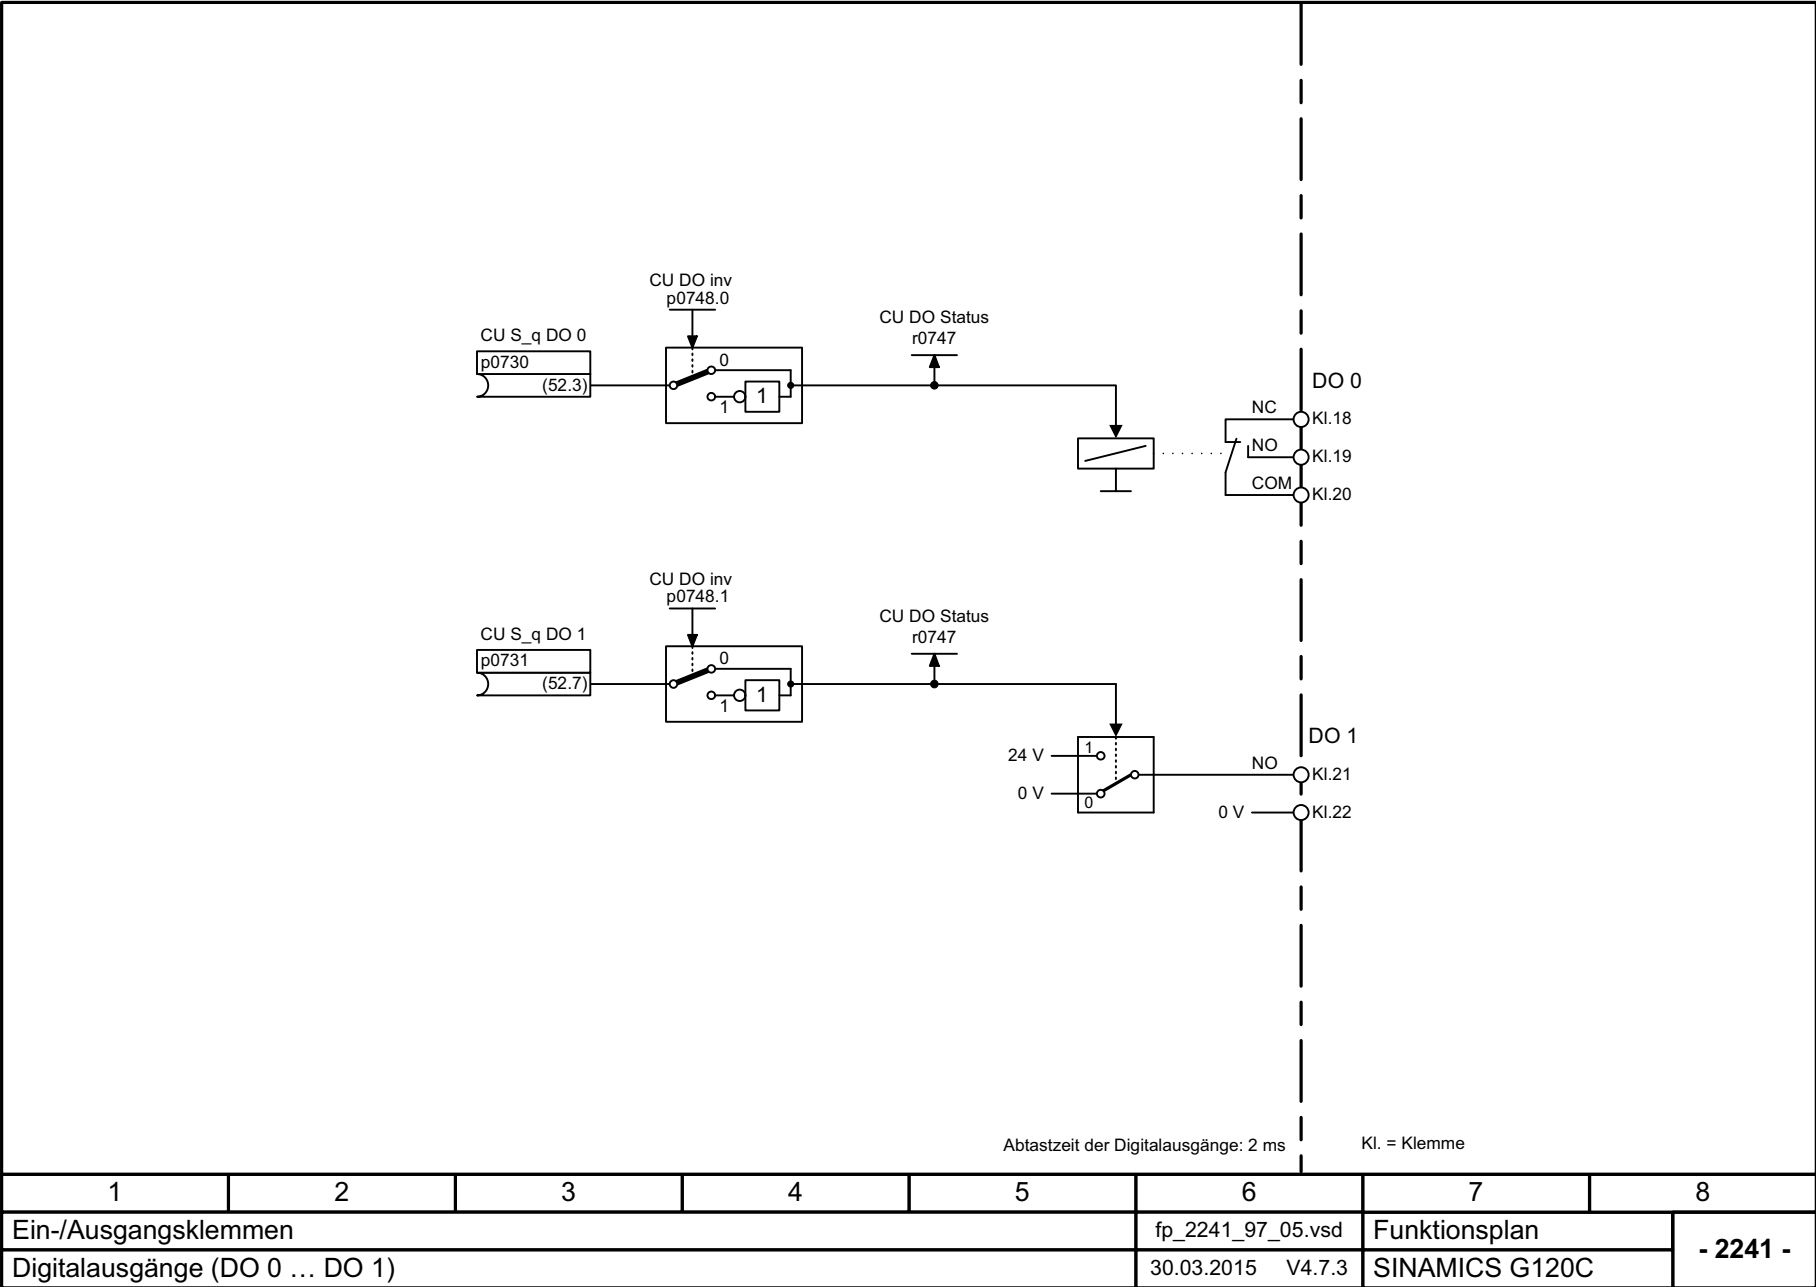 CU DO inv
p0748.0
CU S_q DO 0
p0730
(52.3)
0
1
1
CU DO Status
r0747
DO 0
NC
Kl.18
NO
Kl.19
COM
Kl.20
CU DO inv
p0748.1
CU S_q DO 1
p0731
(52.7)
0
1
1
CU DO Status
r0747
DO 1
24 V
1
NO
Kl.21
0 V
0
0 V
Kl.22
Abtastzeit der Digitalausgänge: 2 ms
Kl. = Klemme
1 2 3 4 5 6 7 8
Ein-/Ausgangsklemmen
fp_2241_97_05.vsd
Funktionsplan
- 2241 -
Digitalausgänge (DO 0 … DO 1)
30.03.2015 V4.7.3
SINAMICS G120C